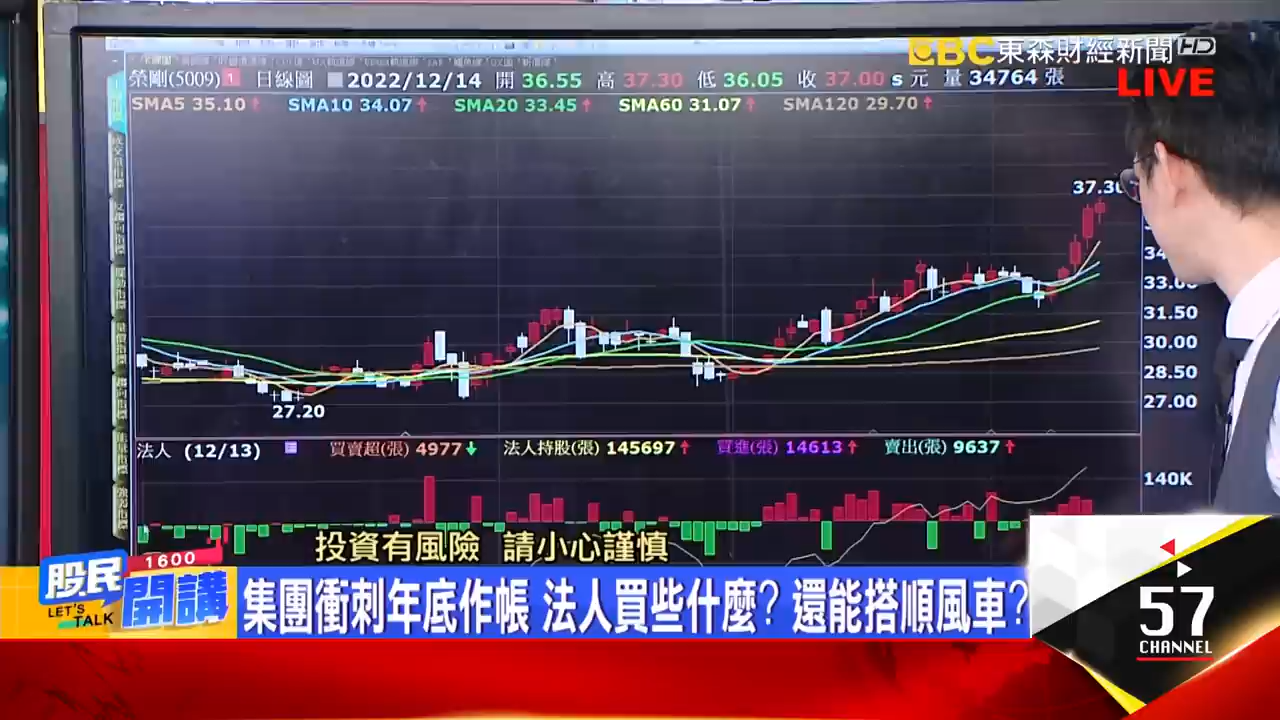 EBC 東森財經新聞 HD
LIVE
榮剛(5009) 1 日線圖 2022/12/14 開 36.55 高 37.30 低 36.05 收 37.00 s 元 量 34764 張
SMA5 35.10↑ SMA10 34.07↑ SMA20 33.45↑ SMA60 31.07↑ SMA120 29.70↑
37.30
33.00
31.50
30.00
28.50
27.00
27.20
法人 (12/13) 買賣超(張) 4977↓ 法人持股(張) 145697↑ 買進(張) 14613↑ 賣出(張) 9637↑
140K
投資有風險 請小心謹慎
股民 1600 開講
LET'S TALK
集團衝刺年底作帳 法人買些什麼? 還能搭順風車?
57
CHANNEL